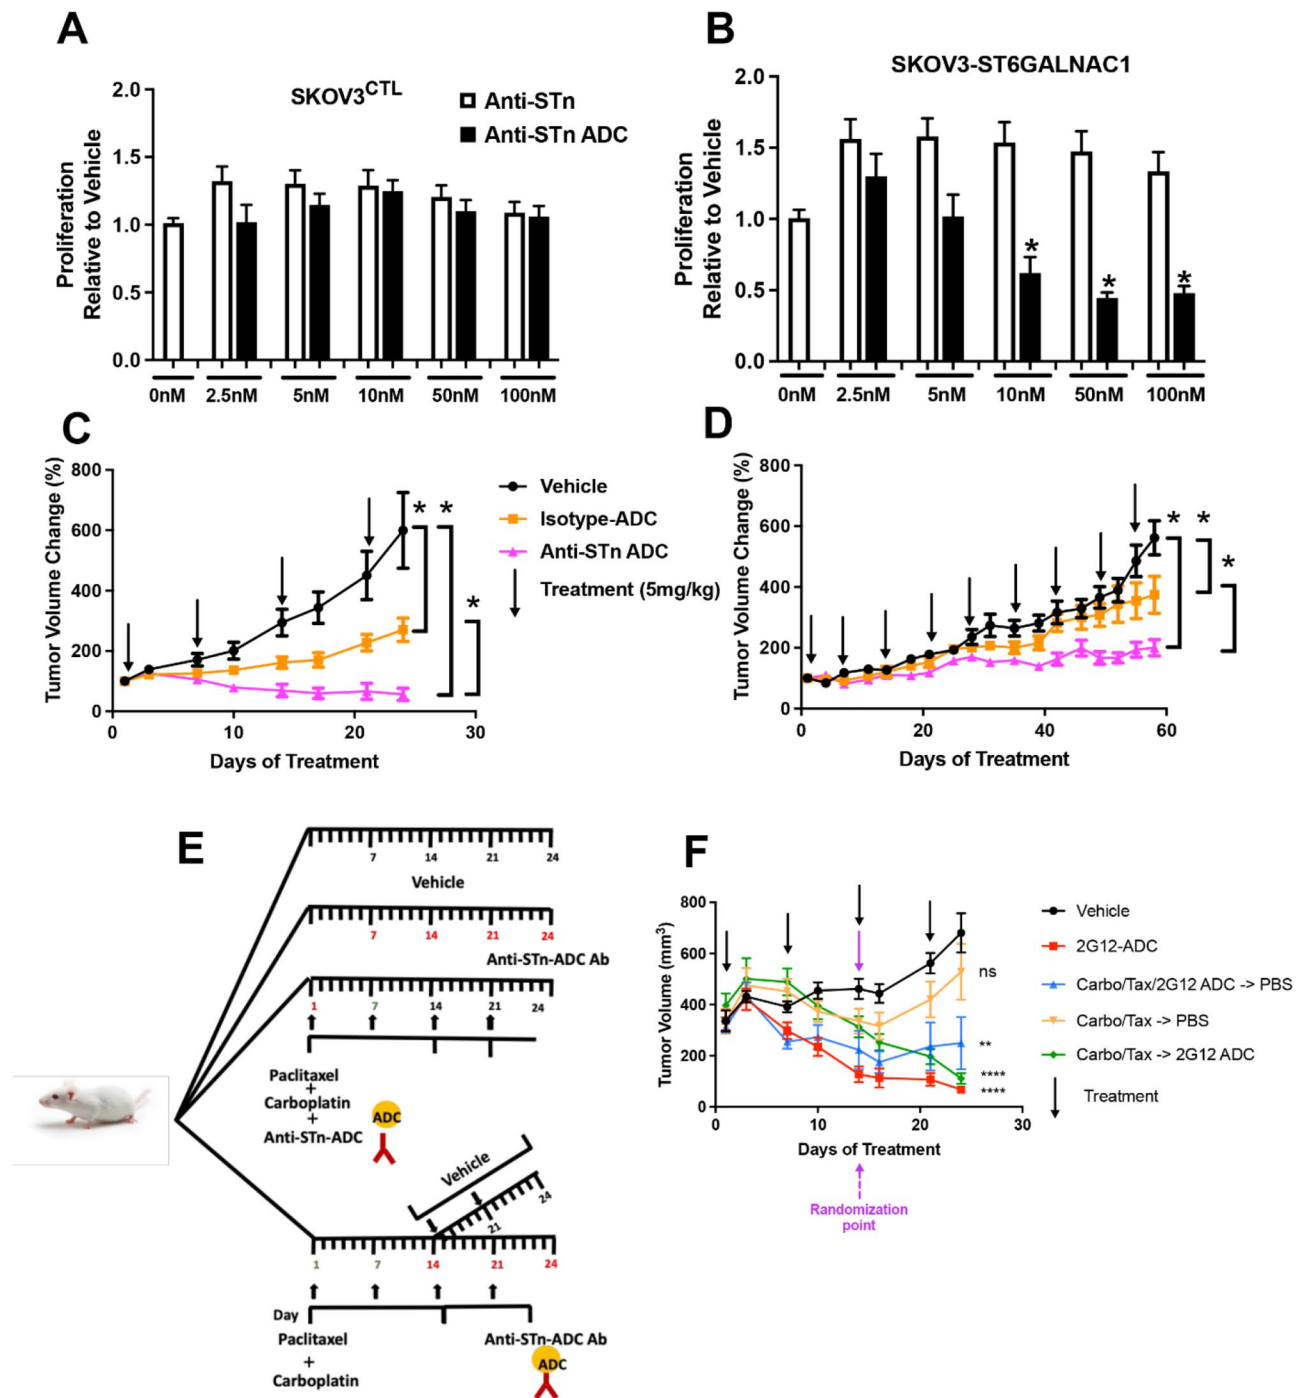 A
SKOV3CTL
Anti-STn
Anti-STn ADC
Proliferation
Relative to Vehicle
2.0
1.5
1.0
0.5
0.0
0nM 2.5nM 5nM 10nM 50nM 100nM
B
SKOV3-ST6GALNAC1
Proliferation
Relative to Vehicle
2.0
1.5
1.0
0.5
0.0
* * *
0nM 2.5nM 5nM 10nM 50nM 100nM
C
Tumor Volume Change (%)
800
600
400
200
0
0 10 20 30
Days of Treatment
* *
*
Vehicle
Isotype-ADC
Anti-STn ADC
Treatment (5mg/kg)
D
Tumor Volume Change (%)
800
600
400
200
0
0 20 40 60
Days of Treatment
* *
*
E
7 14 21 24
Vehicle
7 14 21 24
Anti-STn-ADC Ab
1 7 14 21 24
Paclitaxel
+
Carboplatin
+
Anti-STn-ADC
ADC
Vehicle
21 24
1 7 14 21 24
Day
Paclitaxel
+
Carboplatin
Anti-STn-ADC Ab
ADC
F
Tumor Volume (mm3)
800
600
400
200
0
0 10 20 30
Days of Treatment
Randomization
point
ns
**
****
****
Vehicle
2G12-ADC
Carbo/Tax/2G12 ADC -> PBS
Carbo/Tax -> PBS
Carbo/Tax -> 2G12 ADC
Treatment